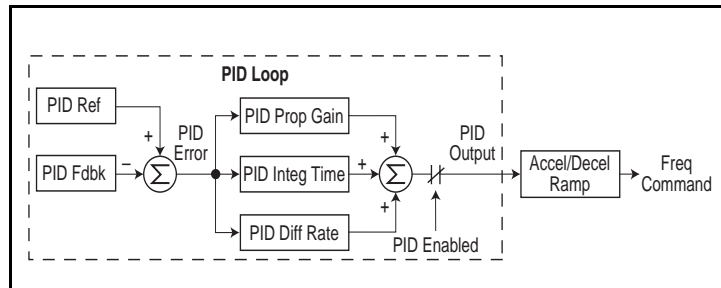 PID Loop
PID Ref
+
PID Fdbk
–
Σ
PID
Error
PID Prop Gain
PID Integ Time
PID Diff Rate
+
+
+
Σ
PID
Output
PID Enabled
Accel/Decel
Ramp
Freq
Command